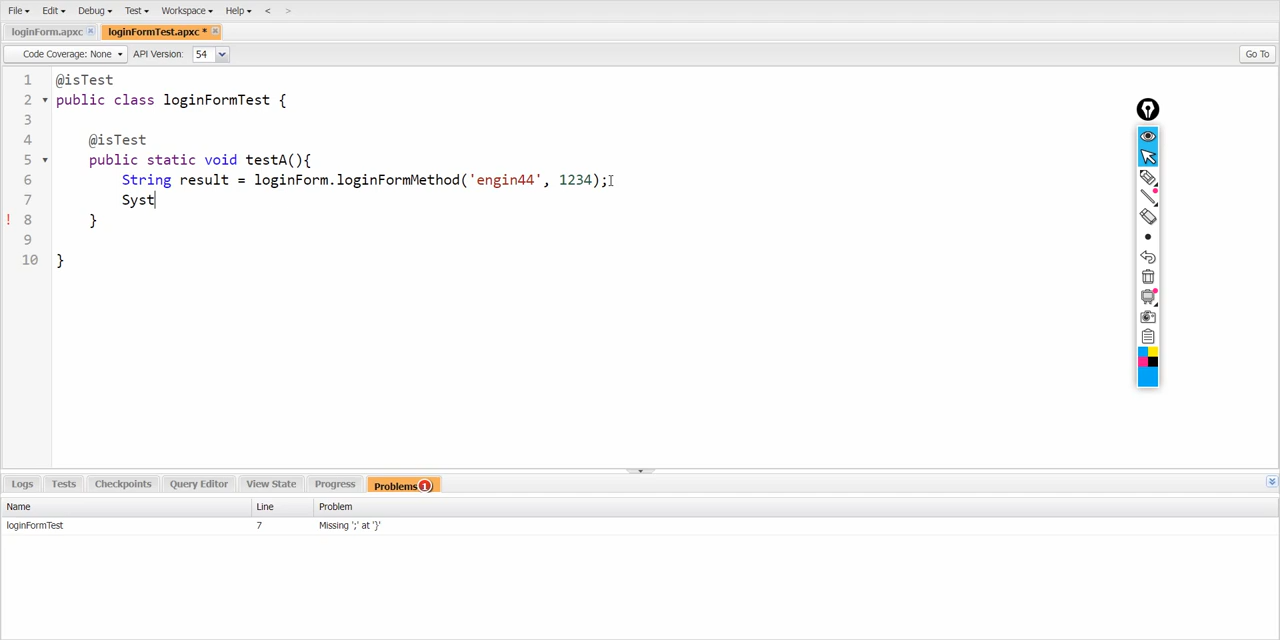 File Edit Debug Test Workspace Help < >
loginForm.apxc loginFormTest.apxc *
Code Coverage: None API Version: 54 Go To
1 @isTest
2 public class loginFormTest {
3
4 @isTest
5 public static void testA(){
6 String result = loginForm.loginFormMethod('engin44', 1234);
7 Syst
! 8 }
9
10 }
Logs Tests Checkpoints Query Editor View State Progress Problems 1
Name Line Problem
loginFormTest 7 Missing ';' at '}'